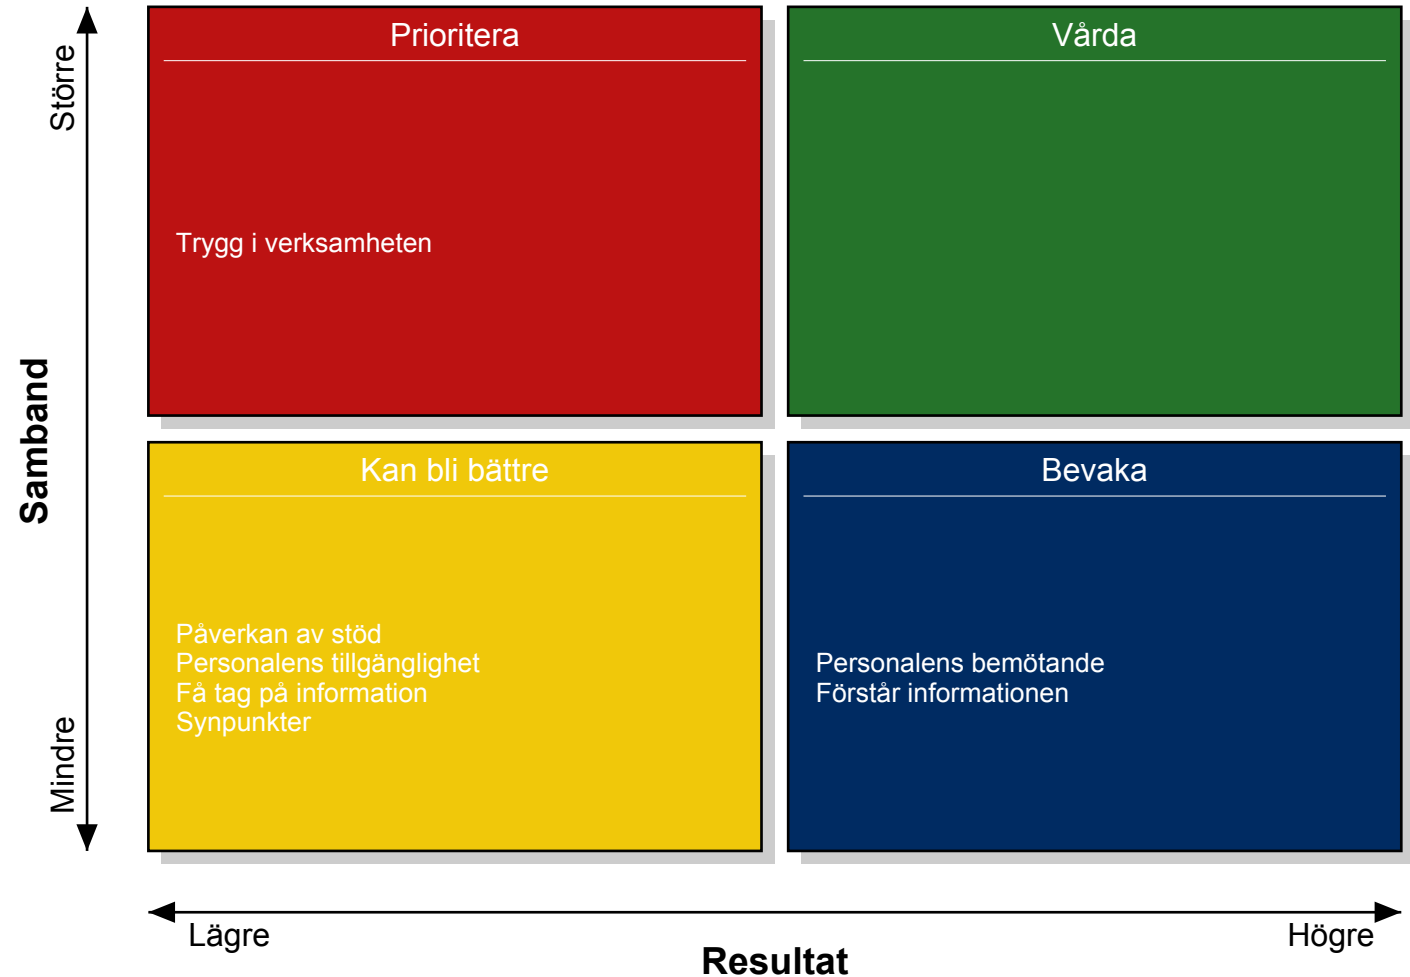 Större
Samband
Mindre
Prioritera
Trygg i verksamheten
Vårda
Kan bli bättre
Påverkan av stöd
Personalens tillgänglighet
Få tag på information
Synpunkter
Bevaka
Personalens bemötande
Förstår informationen
Lägre
Resultat
Högre